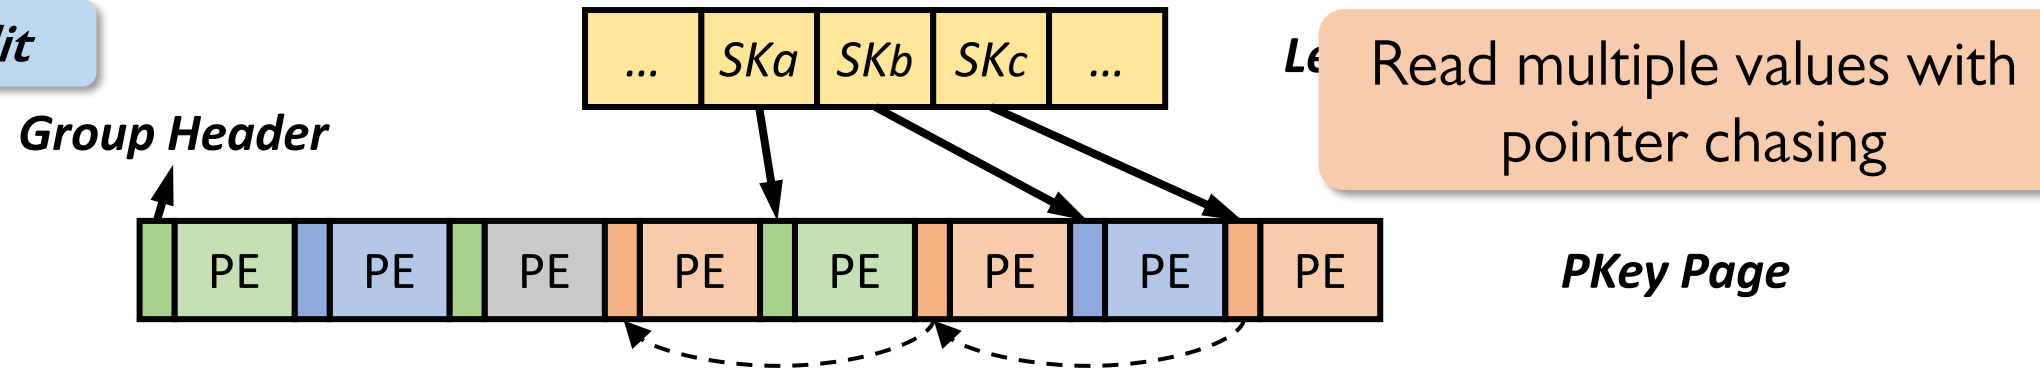 ... SKa SKb SKc ...
Read multiple values with
pointer chasing
Group Header
PE PE PE PE PE PE PE PE
PKey Page